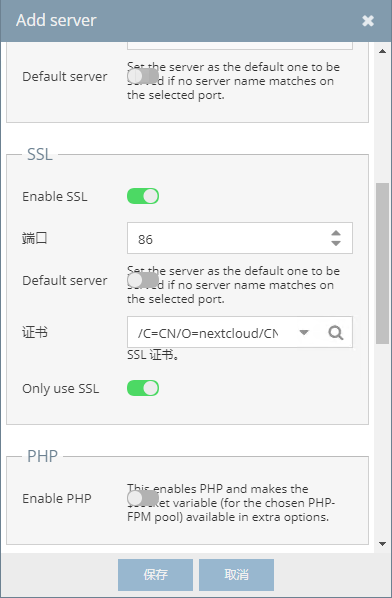 Add server
Default server
Set the server as the default one to be
used if no server name matches on
the selected port.
SSL
Enable SSL
端口
86
Default server
Set the server as the default one to be
if no server name matches on
the selected port.
证书
/C=CN/O=nextcloud/CN
SSL 证书。
Only use SSL
PHP
Enable PHP
This enables PHP and makes the
variable (for the chosen PHP-
FPM pool) available in extra options.
保存
取消